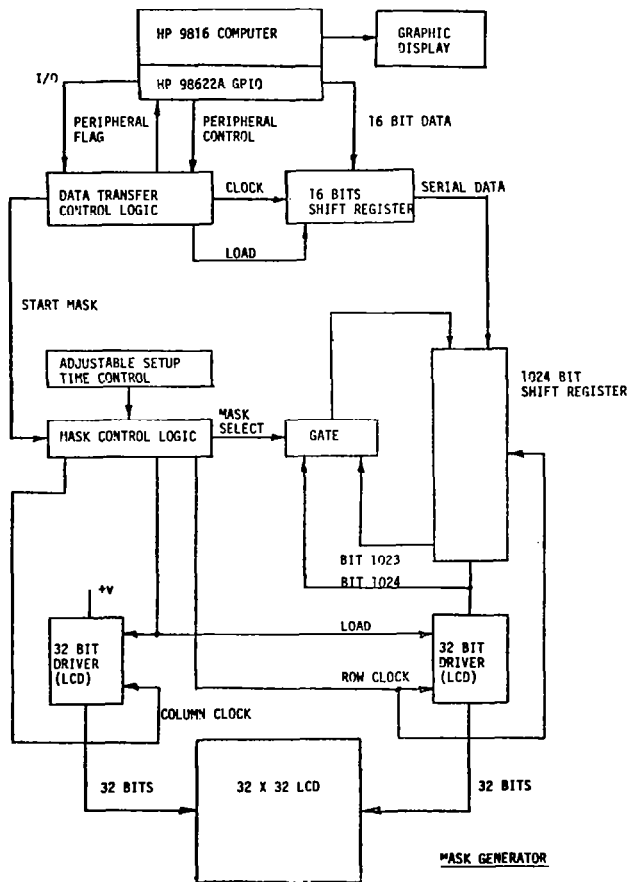 HP 9816 COMPUTER
GRAPHIC
DISPLAY
I/O
HP 98622A GPIO
PERIPHERAL
FLAG
PERIPHERAL
CONTROL
16 BIT DATA
DATA TRANSFER
CONTROL LOGIC
CLOCK
16 BITS
SHIFT REGISTER
SERIAL DATA
LOAD
START MASK
ADJUSTABLE SETUP
TIME CONTROL
1024 BIT
SHIFT REGISTER
MASK CONTROL LOGIC
MASK
SELECT
GATE
BIT 1023
BIT 1024
+V
32 BIT
DRIVER
(LCD)
LOAD
32 BIT
DRIVER
(LCD)
ROW CLOCK
COLUMN CLOCK
32 BITS
32 X 32 LCD
32 BITS
MASK GENERATOR